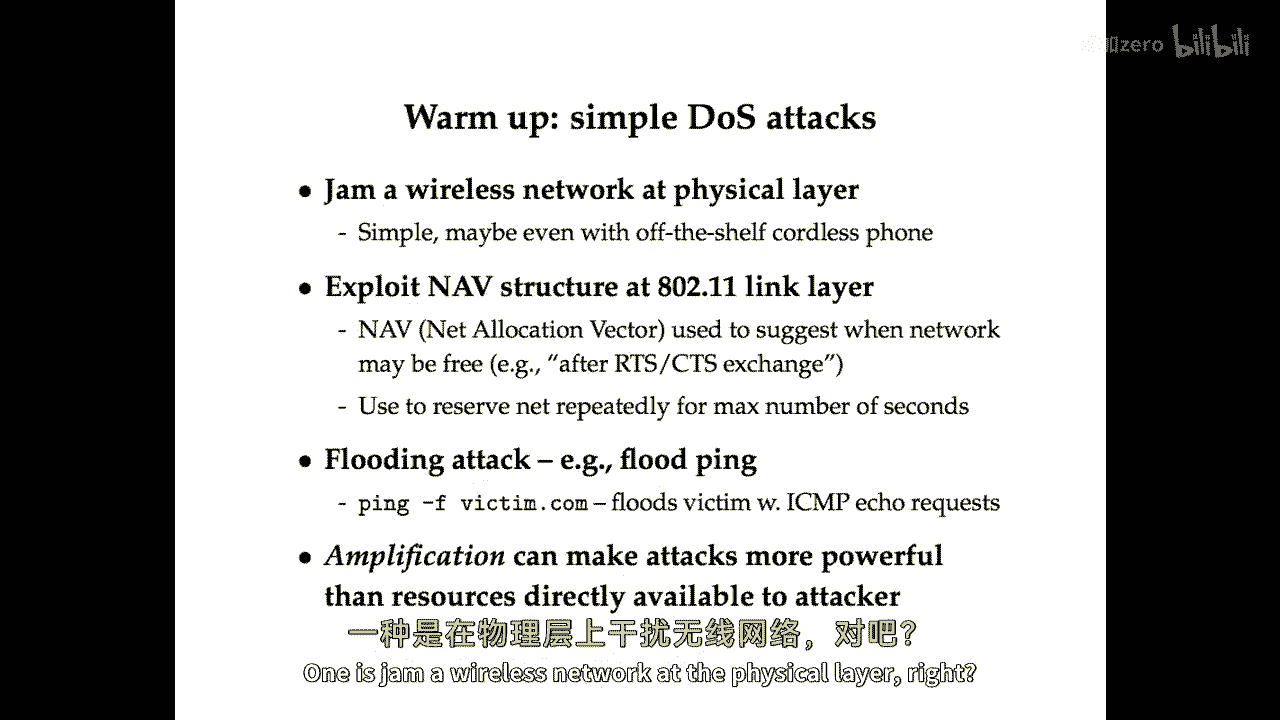 zero bilibili
Warm up: simple DoS attacks
• Jam a wireless network at physical layer
- Simple, maybe even with off-the-shelf cordless phone
• Exploit NAV structure at 802.11 link layer
- NAV (Net Allocation Vector) used to suggest when network
may be free (e.g., “after RTS/CTS exchange”)
- Use to reserve net repeatedly for max number of seconds
• Flooding attack – e.g., flood ping
- ping -f victim.com – floods victim w. ICMP echo requests
• Amplification can make attacks more powerful
than resources directly available to attacker
一种是在物理层上干扰无线网络，对吧？
One is jam a wireless network at the physical layer, right?